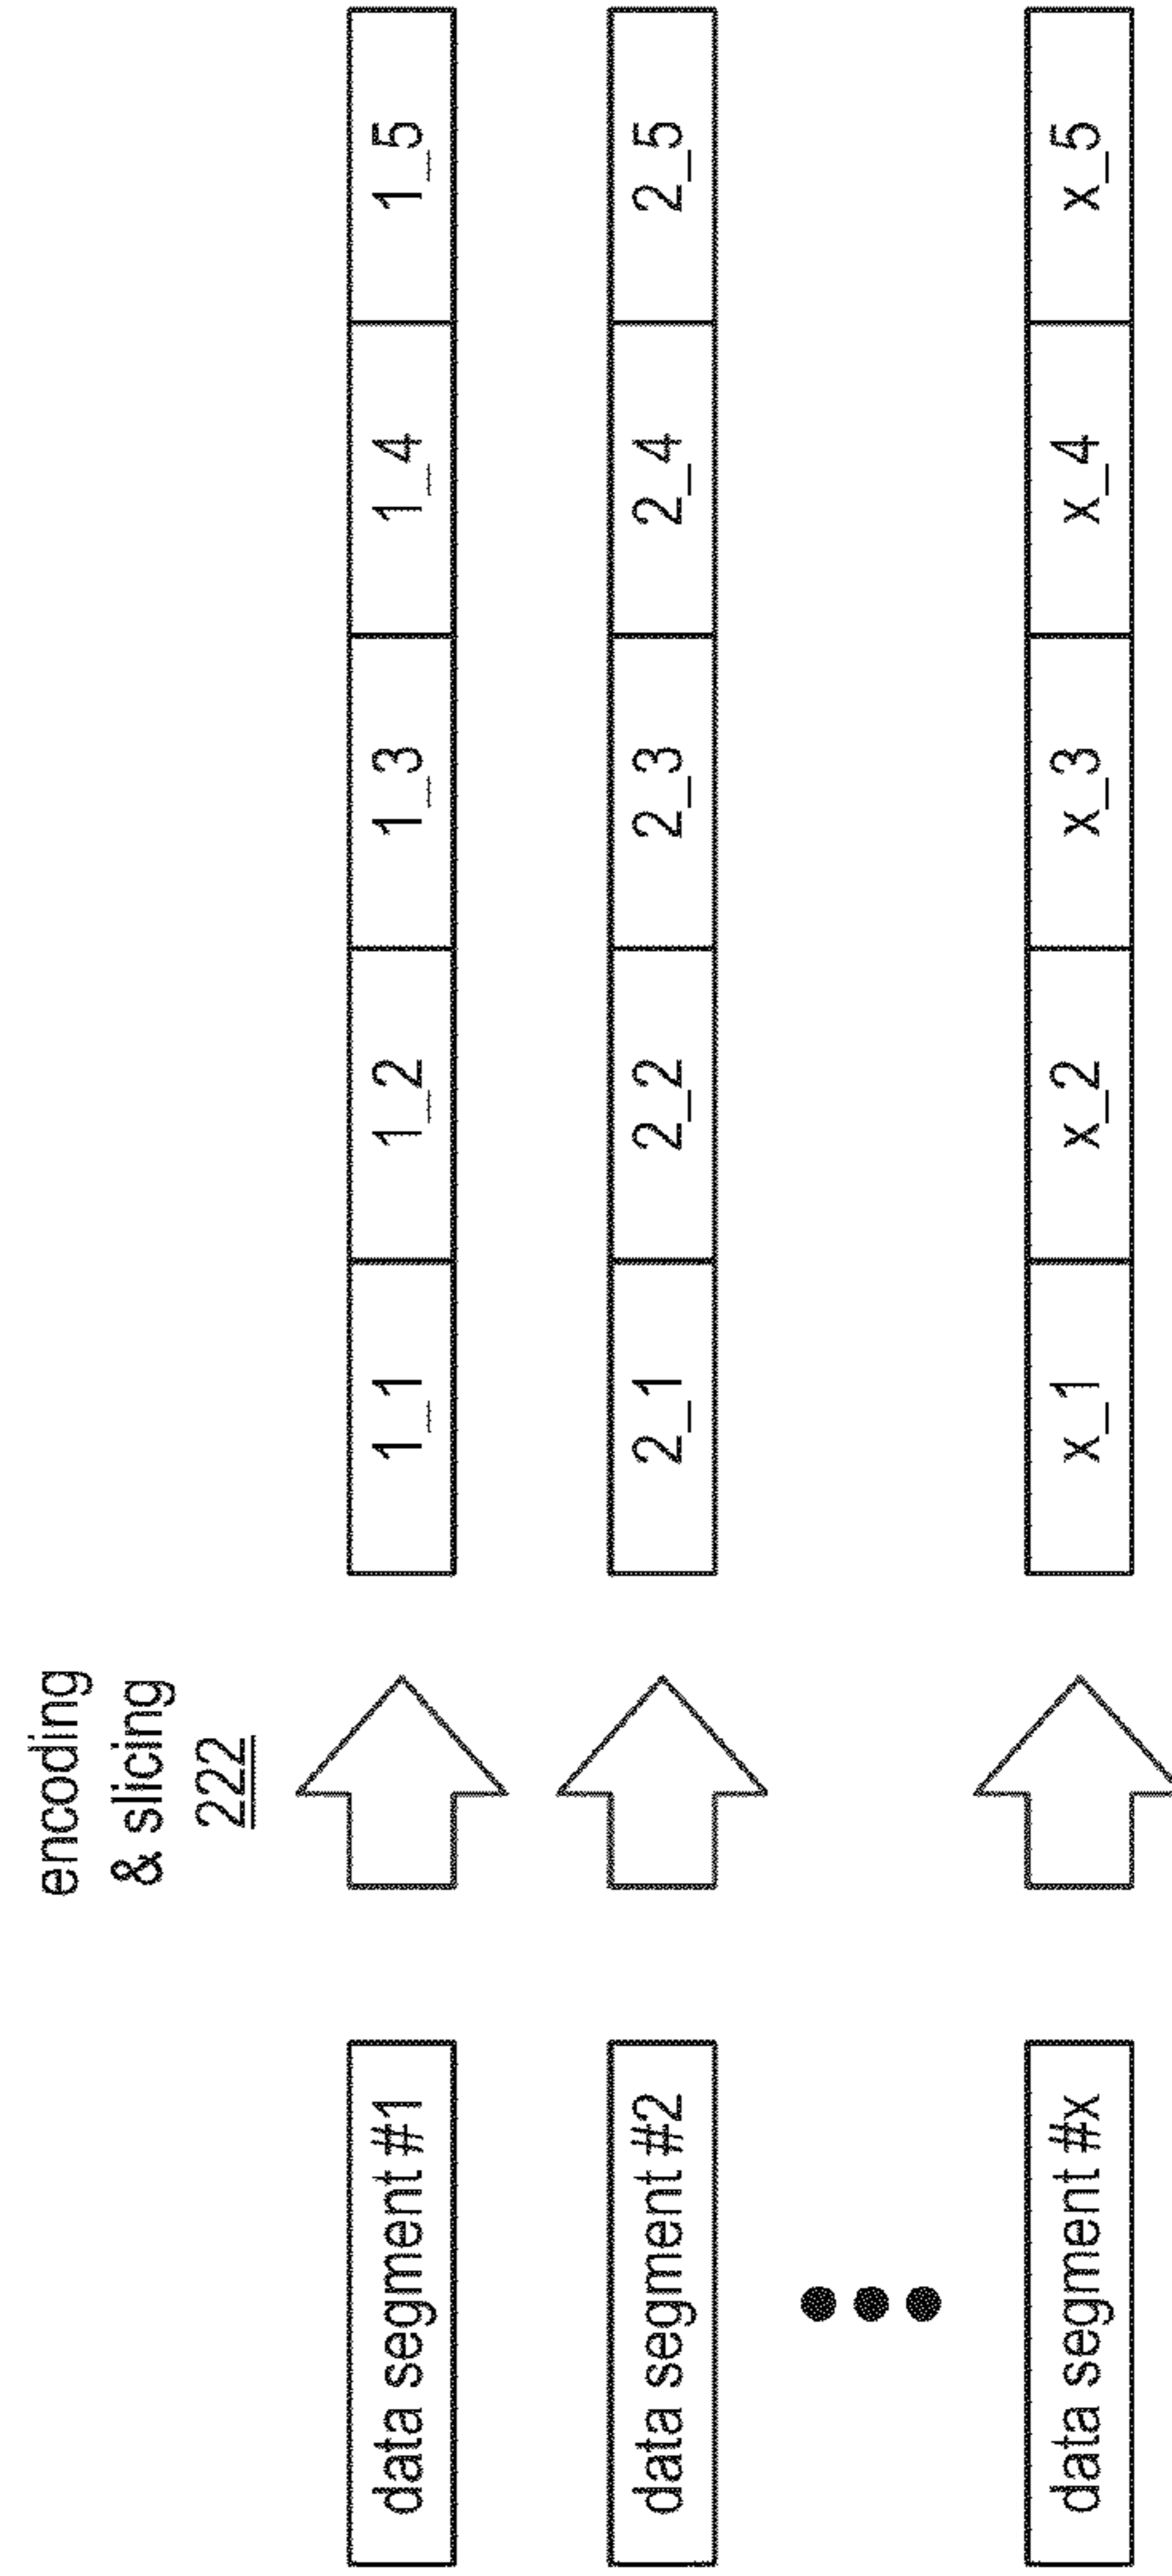 encoding
& slicing
222
data segment #1
1_1 1_2 1_3 1_4 1_5
data segment #2
2_1 2_2 2_3 2_4 2_5
data segment #x
x_1 x_2 x_3 x_4 x_5